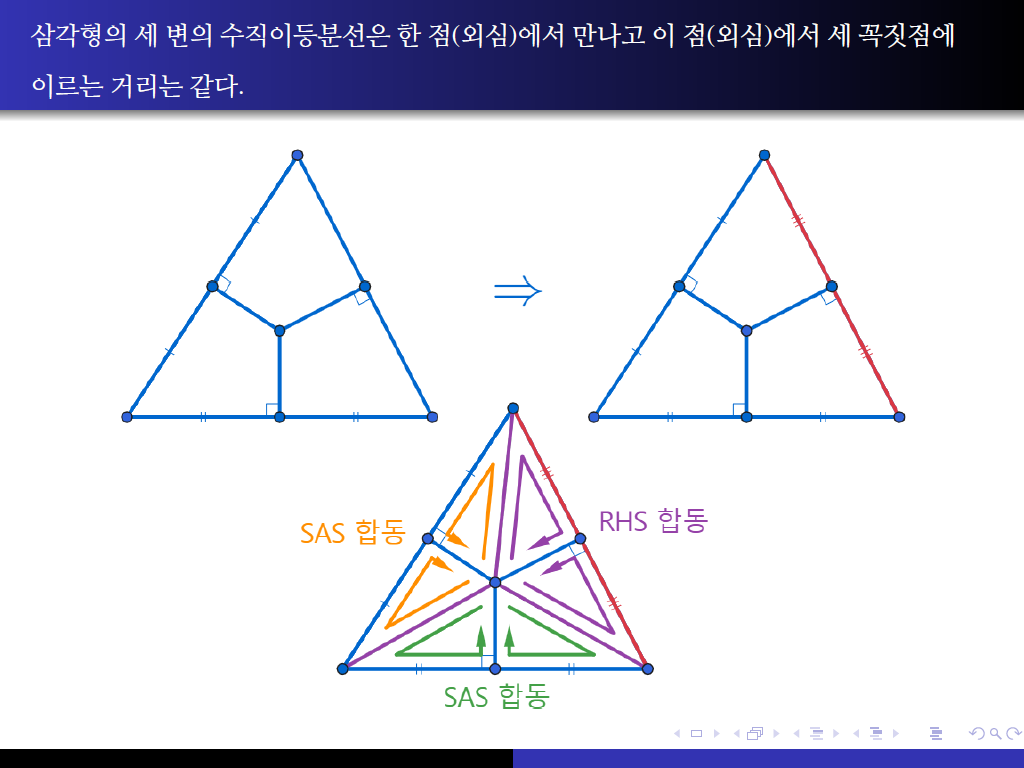 삼각형의 세 변의 수직이등분선은 한 점(외심)에서 만나고 이 점(외심)에서 세 꼭짓점에
이르는 거리는 같다.
⇒
SAS 합동
RHS 합동
SAS 합동